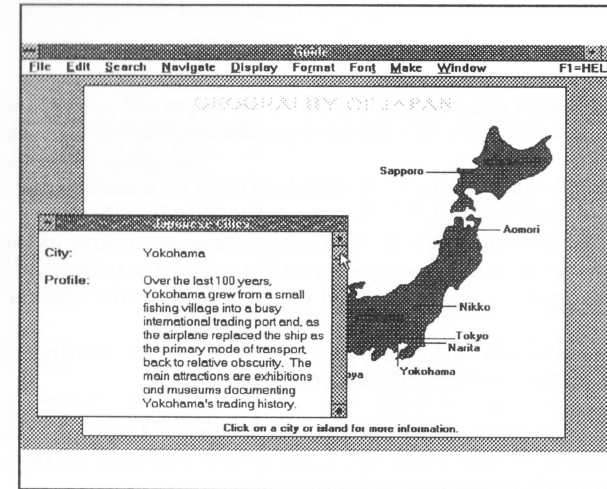 Guide
File Edit Search Navigate Display Format Font Make Window F1=HEL
GEOGRAPHY OF JAPAN
Sapporo
Aomori
Nikko
Tokyo
Narita
Yokohama
oya
Japanese Cities
City: Yokohama
Profile: Over the last 100 years,
Yokohama grew from a small
fishing village into a busy
international trading port and, as
the airplane replaced the ship as
the primary mode of transport,
back to relative obscurity. The
main attractions are exhibitions
and museums documenting
Yokohama's trading history.
Click on a city or island for more information.